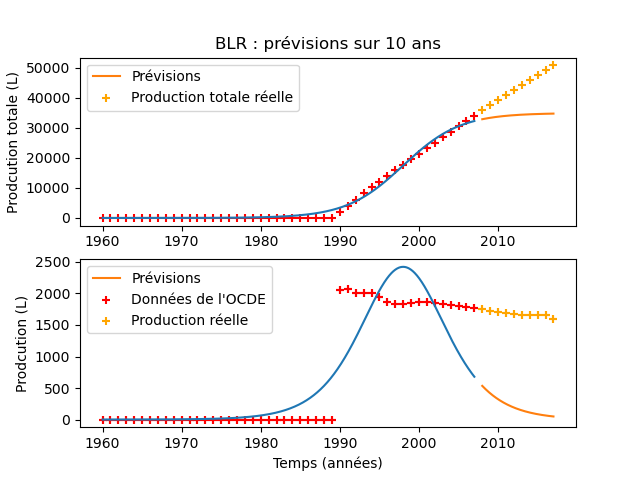 BLR : prévisions sur 10 ans
Prodcution totale (L)
50000
40000
30000
20000
10000
0
Prévisions
Production totale réelle
1960 1970 1980 1990 2000 2010
Prodcution (L)
2500
2000
1500
1000
500
0
Prévisions
Données de l'OCDE
Production réelle
1960 1970 1980 1990 2000 2010
Temps (années)